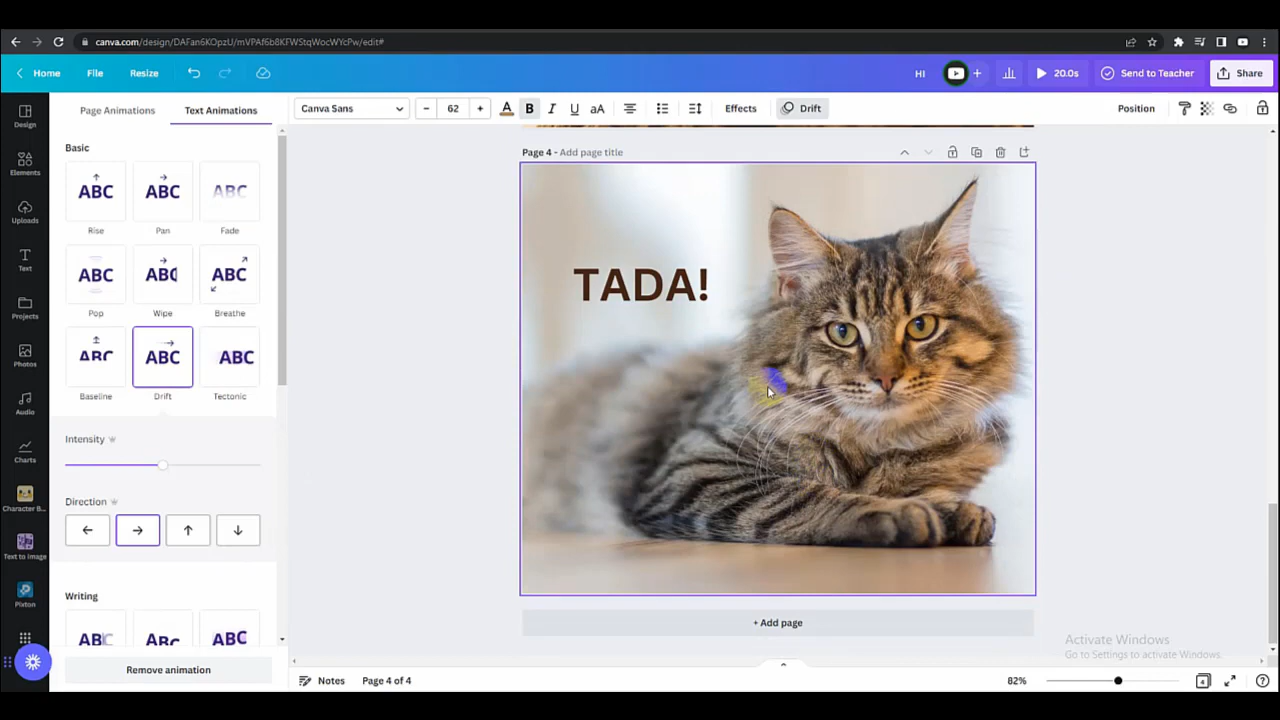 canva.com/design/DAFan6KOpzU/mVPAf6b8KFWStqWocWYcPw/edit#
Home File Resize HI 20.0s Send to Teacher Share
Page Animations Text Animations
Canva Sans 62 A B I U aA Effects Drift Position
Design
Elements
Uploads
Text
Projects
Photos
Audio
Charts
Character B...
Text to Image
Pixton
Basic
ABC ABC ABC
Rise Pan Fade
ABC ABC ABC
Pop Wipe Breathe
ABC ABC ABC
Baseline Drift Tectonic
Intensity
Direction
Writing
ABC ABC ABC
Remove animation
Page 4 - Add page title
TADA!
+ Add page
Activate Windows
Go to Settings to activate Windows.
Notes Page 4 of 4 82% 4